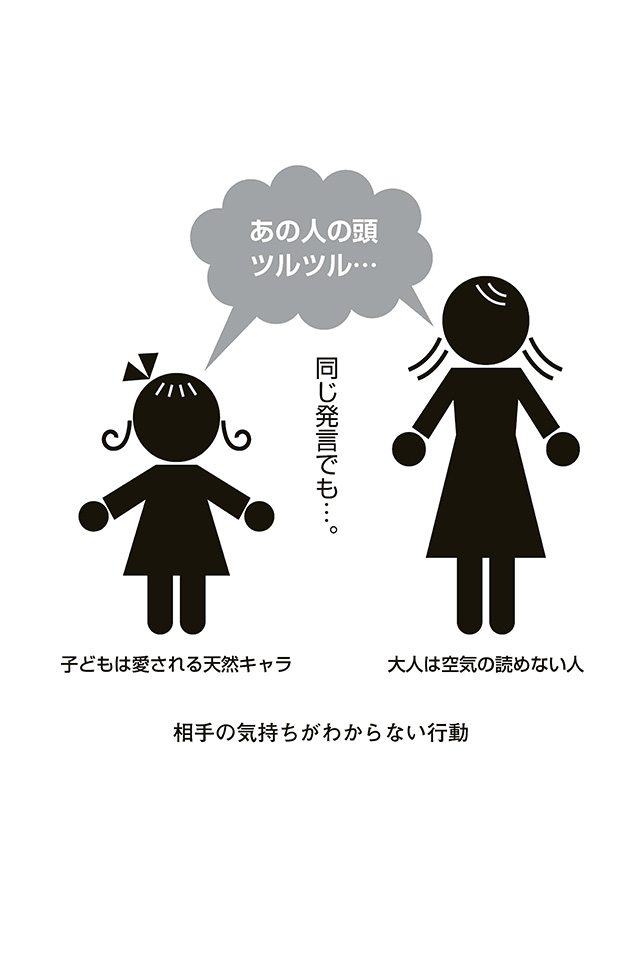 あの人の頭
ツルツル…
同じ発言でも…。
子どもは愛される天然キャラ
大人は空気の読めない人
相手の気持ちがわからない行動